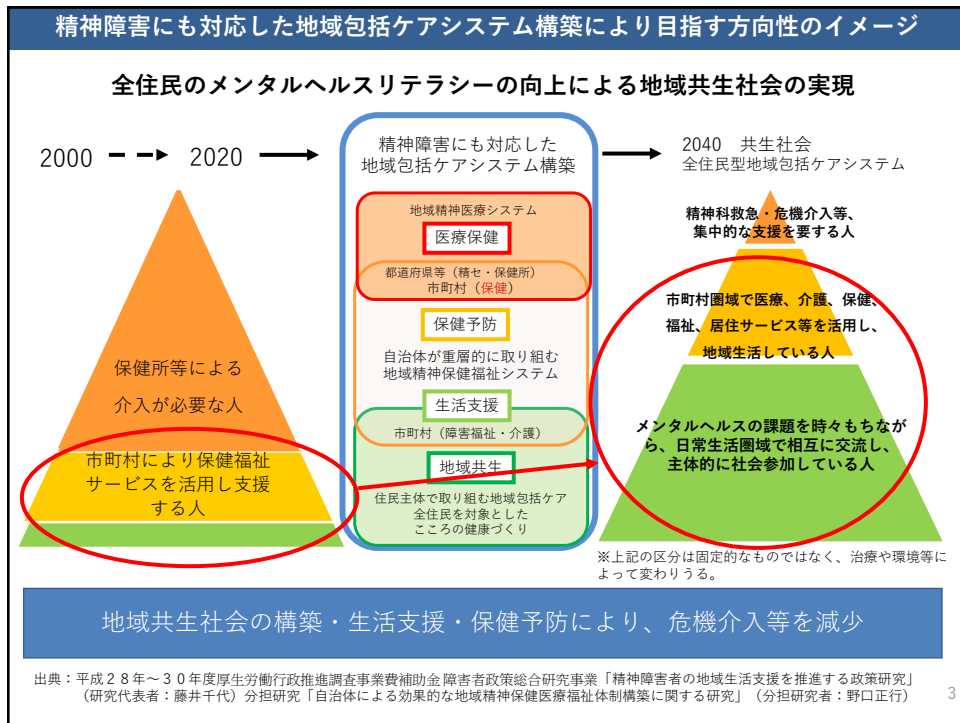 精神障害にも対応した地域包括ケアシステム構築により目指す方向性のイメージ
全住民のメンタルヘルスリテラシーの向上による地域共生社会の実現
2000
2020
保健所等による
介入が必要な人
市町村により保健福祉
サービスを活用し支援
する人
精神障害にも対応した
地域包括ケアシステム構築
地域精神医療システム
医療保健
都道府県等（精セ・保健所）
市町村（保健）
保健予防
自治体が重層的に取り組む
地域精神保健福祉システム
生活支援
市町村（障害福祉・介護）
地域共生
住民主体で取り組む地域包括ケア
全住民を対象とした
こころの健康づくり
2040　共生社会
全住民型地域包括ケアシステム
精神科救急・危機介入等、
集中的な支援を要する人
市町村圏域で医療、介護、保健、
福祉、居住サービス等を活用し、
地域生活している人
メンタルヘルスの課題を時々もちなが
ら、日常生活圏域で相互に交流し、
主体的に社会参加している人
※上記の区分は固定的なものではなく、治療や環境等に
よって変わりうる。
地域共生社会の構築・生活支援・保健予防により、危機介入等を減少
出典：平成２８年～３０年度厚生労働行政推進調査事業費補助金 障害者政策総合研究事業「精神障害者の地域生活支援を推進する政策研究」
（研究代表者：藤井千代）分担研究「自治体による効果的な地域精神保健医療福祉体制構築に関する研究」（分担研究者：野口正行）
3